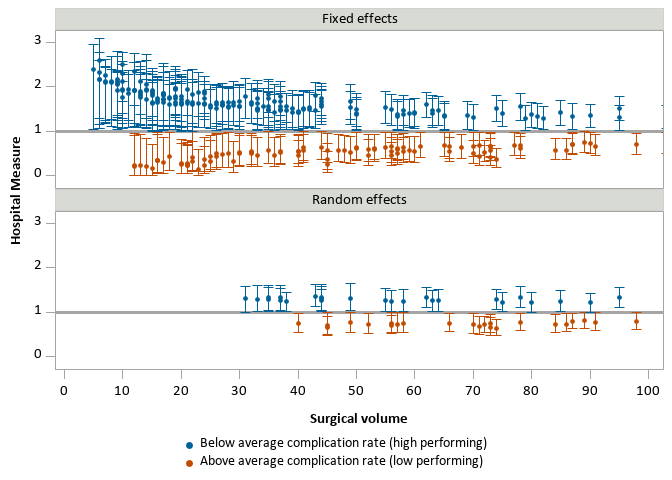 Fixed effects
3
2
1
0
Hospital Measure
Random effects
3
2
1
0
0 10 20 30 40 50 60 70 80 90 100
Surgical volume
Below average complication rate (high performing)
Above average complication rate (low performing)